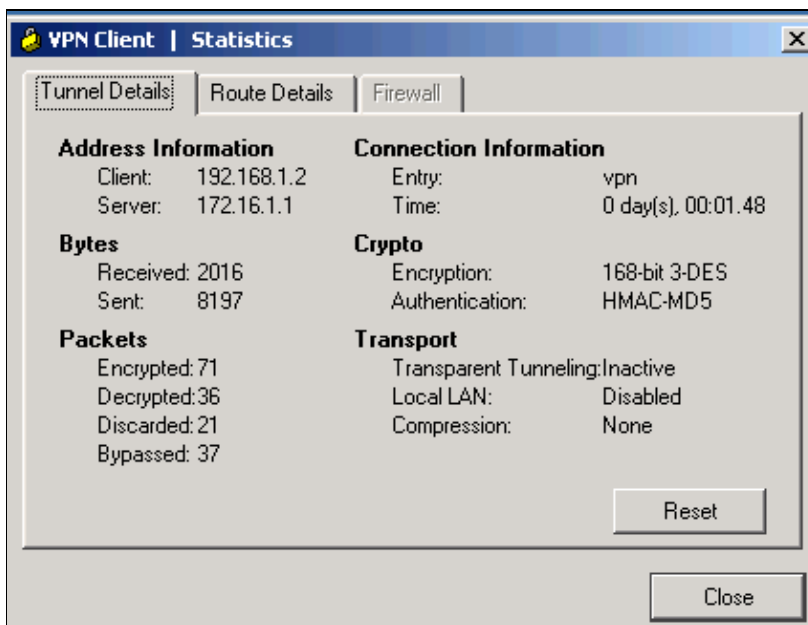 VPN Client | Statistics
Tunnel Details Route Details Firewall
Address Information
Client: 192.168.1.2
Server: 172.16.1.1
Connection Information
Entry: vpn
Time: 0 day(s), 00:01.48
Bytes
Received: 2016
Sent: 8197
Crypto
Encryption: 168-bit 3-DES
Authentication: HMAC-MD5
Packets
Encrypted: 71
Decrypted: 36
Discarded: 21
Bypassed: 37
Transport
Transparent Tunneling: Inactive
Local LAN: Disabled
Compression: None
Reset
Close